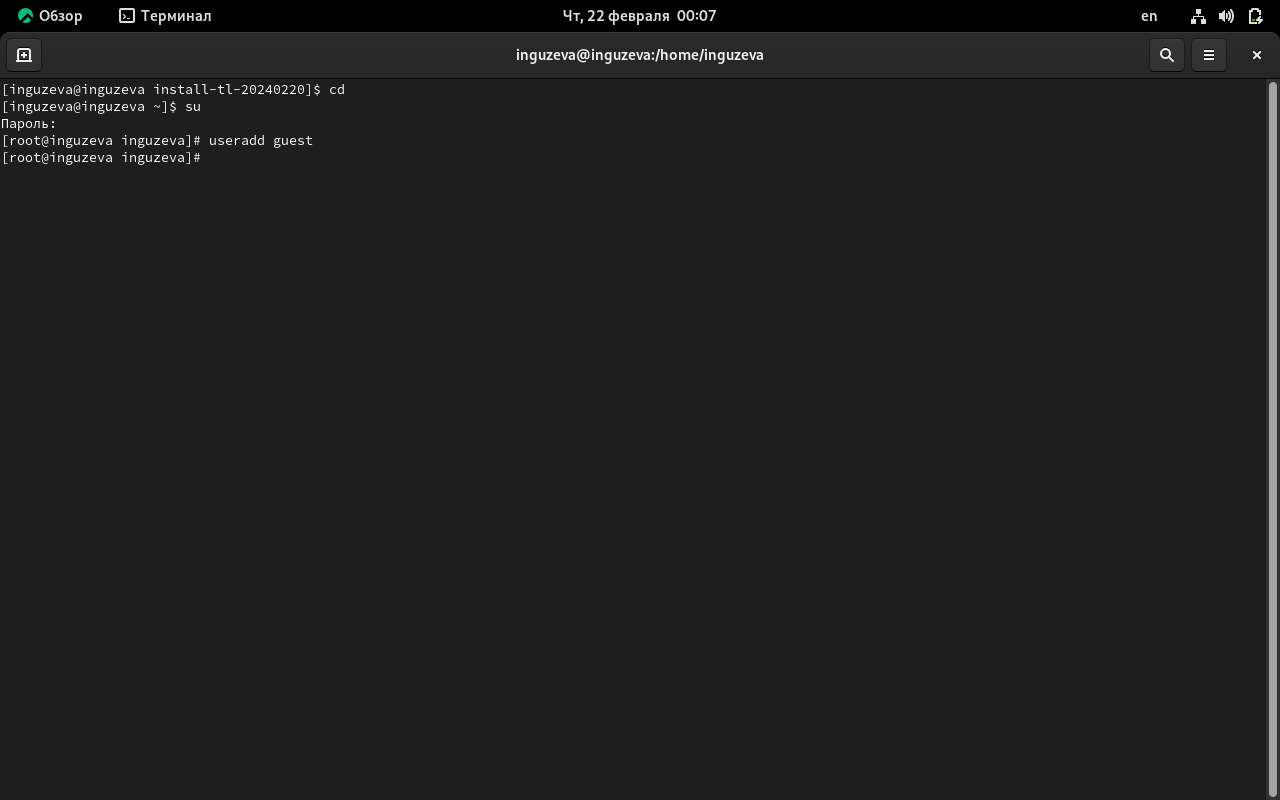 Обзор Терминал Чт, 22 февраля 00:07 en
inguzeva@inguzeva:/home/inguzeva
[inguzeva@inguzeva install-tl-20240220]$ cd
[inguzeva@inguzeva ~]$ su
Пароль:
[root@inguzeva inguzeva]# useradd guest
[root@inguzeva inguzeva]#